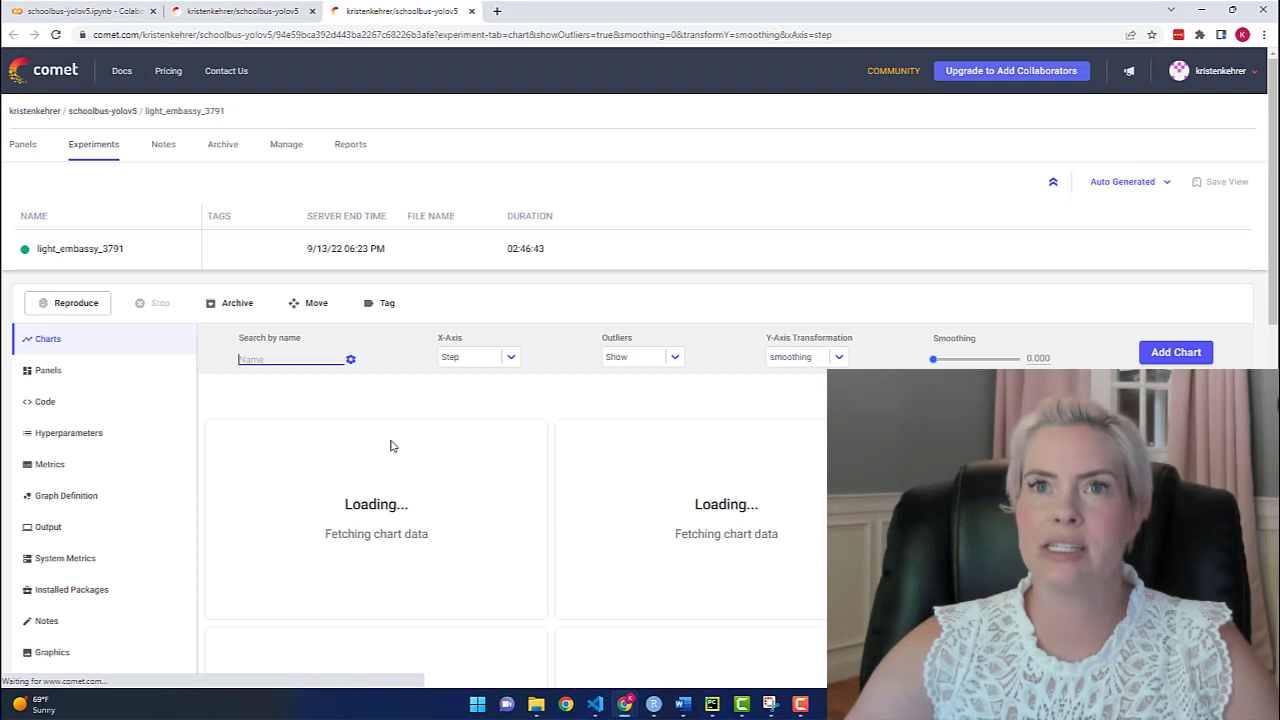 schoolbus-yolov5.ipynb - Colab
kristenkehrer/schoolbus-yolov5
kristenkehrer/schoolbus-yolov5
comet.com/kristenkehrer/schoolbus-yolov5/94e59bca392d443ba2267c68226b3afe?experiment-tab=chart&showOutliers=true&smoothing=0&transformY=smoothing&xAxis=step
K
comet
Docs
Pricing
Contact Us
COMMUNITY
Upgrade to Add Collaborators
kristenkehrer
kristenkehrer / schoolbus-yolov5 / light_embassy_3791
Panels
Experiments
Notes
Archive
Manage
Reports
Auto Generated
Save View
NAME
TAGS
SERVER END TIME
FILE NAME
DURATION
light_embassy_3791
9/13/22 06:23 PM
02:46:43
Reproduce
Stop
Archive
Move
Tag
Charts
Panels
Code
Hyperparameters
Metrics
Graph Definition
Output
System Metrics
Installed Packages
Notes
Graphics
Search by name
Name
X-Axis
Step
Outliers
Show
Y-Axis Transformation
smoothing
Smoothing
0.000
Add Chart
Loading...
Fetching chart data
Loading...
Fetching chart data
Waiting for www.comet.com...
69°F
Sunny